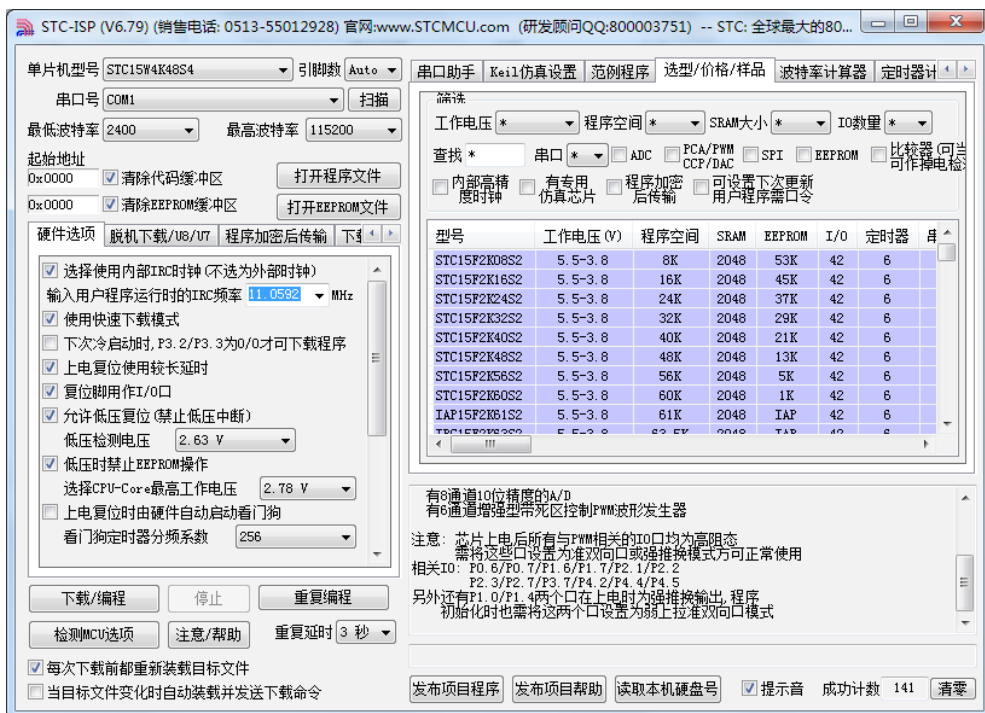 STC-ISP (V6.79) (销售电话: 0513-55012928) 官网:www.STCMCU.com (研发顾问QQ:800003751) -- STC: 全球最大的80...
单片机型号 STC15W4K48S4 引脚数 Auto
串口号 COM1 扫描
最低波特率 2400 最高波特率 115200
起始地址
0x0000 清除代码缓冲区 打开程序文件
0x0000 清除EEPROM缓冲区 打开EEPROM文件
硬件选项 脱机下载/U8/U7 程序加密后传输
选择使用内部IRC时钟(不选为外部时钟)
输入用户程序运行时的IRC频率 11.0592 MHz
使用快速下载模式
下次冷启动时,P3.2/P3.3为0/0才可下载程序
上电复位使用较长延时
复位脚用作I/O口
允许低压复位(禁止低压中断)
低压检测电压 2.63 V
低压时禁止EEPROM操作
选择CPU-Core最高工作电压 2.78 V
上电复位时由硬件自动启动看门狗
看门狗定时器分频系数 256
下载/编程 停止 重复编程
检测MCU选项 注意/帮助 重复延时 3 秒
每次下载前都重新装载目标文件
当目标文件变化时自动装载并发送下载命令
串口助手 Keil仿真设置 范例程序 选型/价格/样品 波特率计算器 定时器计
筛选
工作电压 * 程序空间 * SRAM大小 * IO数量 *
查找 * 串口 * ADC PCA/PWM CCP/DAC SPI EEPROM 比较器(可当可作掉电检
内部高精度时钟 有专用仿真芯片 程序加密后传输 可设置下次更新用户程序需口令
型号 工作电压(V) 程序空间 SRAM EEPROM I/O 定时器 串
STC15F2K08S2 5.5-3.8 8K 2048 53K 42 6
STC15F2K16S2 5.5-3.8 16K 2048 45K 42 6
STC15F2K24S2 5.5-3.8 24K 2048 37K 42 6
STC15F2K32S2 5.5-3.8 32K 2048 29K 42 6
STC15F2K40S2 5.5-3.8 40K 2048 21K 42 6
STC15F2K48S2 5.5-3.8 48K 2048 13K 42 6
STC15F2K56S2 5.5-3.8 56K 2048 5K 42 6
STC15F2K60S2 5.5-3.8 60K 2048 1K 42 6
IAP15F2K61S2 5.5-3.8 61K 2048 IAP 42 6
有8通道10位精度的A/D
有6通道增强型带死区控制PWM波形发生器
注意: 芯片上电后所有与PWM相关的IO口均为高阻态
需将这些口设置为准双向口或强推挽模式方可正常使用
相关IO: P0.6/P0.7/P1.6/P1.7/P2.1/P2.2
P2.3/P2.7/P3.7/P4.2/P4.4/P4.5
另外还有P1.0/P1.4两个口在上电时为强推挽输出,程序
初始化时也需将这两个口设置为弱上拉准双向口模式
发布项目程序 发布项目帮助 读取本机硬盘号 提示音 成功计数 141 清零